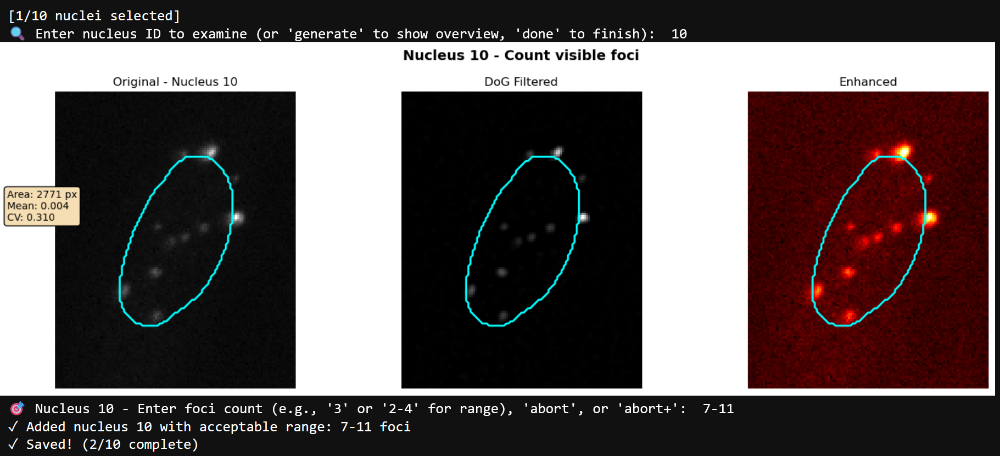 [1/10 nuclei selected]
🔍 Enter nucleus ID to examine (or 'generate' to show overview, 'done' to finish): 10
Nucleus 10 - Count visible foci
Original - Nucleus 10
DoG Filtered
Enhanced
Area: 2771 px
Mean: 0.004
CV: 0.310
🎯 Nucleus 10 - Enter foci count (e.g., '3' or '2-4' for range), 'abort', or 'abort+': 7-11
✓ Added nucleus 10 with acceptable range: 7-11 foci
✓ Saved! (2/10 complete)